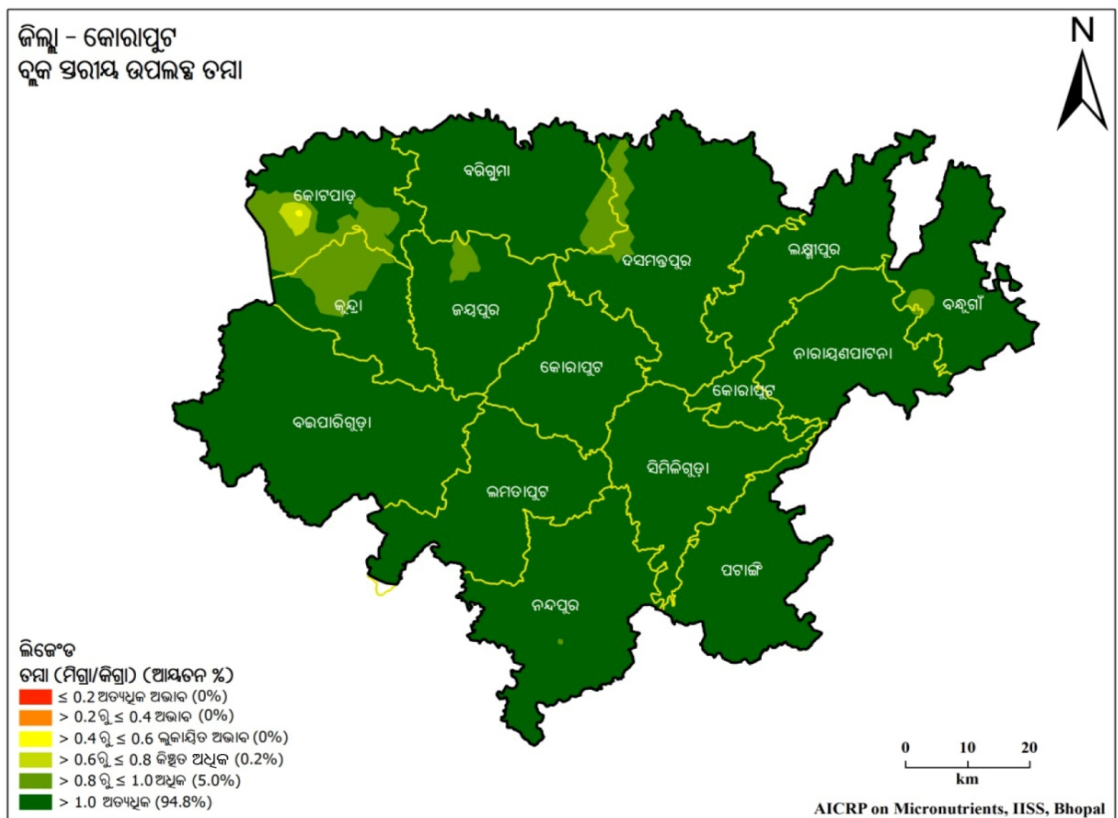 ଜିଲ୍ଲା - କୋରାପୁଟ
ବ୍ଲକ ସ୍ତରୀୟ ଉପଲବ୍ଧ ତମ୍ବା
N
ବରିଗୁମା
କୋଟପାଡ଼
ଦସମନ୍ତପୁର
ଲକ୍ଷ୍ମୀପୁର
କୁନ୍ଦ୍ରା
ଜୟପୁର
ବନ୍ଧୁଗାଁ
ନାରାୟଣପାଟନା
କୋରାପୁଟ
କୋରାପୁଟ
ବଇପାରିଗୁଡ଼ା
ସିମିଳିଗୁଡ଼ା
ଲମତାପୁଟ
ପଟାଙ୍ଗି
ନନ୍ଦପୁର
ଲିଜେଂଡ
ତମ୍ବା (ମିଗ୍ରା/କିଗ୍ରା) (ଆୟତନ %)
≤ 0.2 ଅତ୍ୟଧିକ ଅଭାବ (0%)
> 0.2 ରୁ ≤ 0.4 ଅଭାବ (0%)
> 0.4 ରୁ ≤ 0.6 ଲୁକାୟିତ ଅଭାବ (0%)
> 0.6ରୁ ≤ 0.8 କିଞ୍ଚିତ ଅଧିକ (0.2%)
> 0.8 ରୁ ≤ 1.0 ଅଧିକ (5.0%)
> 1.0 ଅତ୍ୟଧିକ (94.8%)
0 10 20
km
AICRP on Micronutrients, IISS, Bhopal